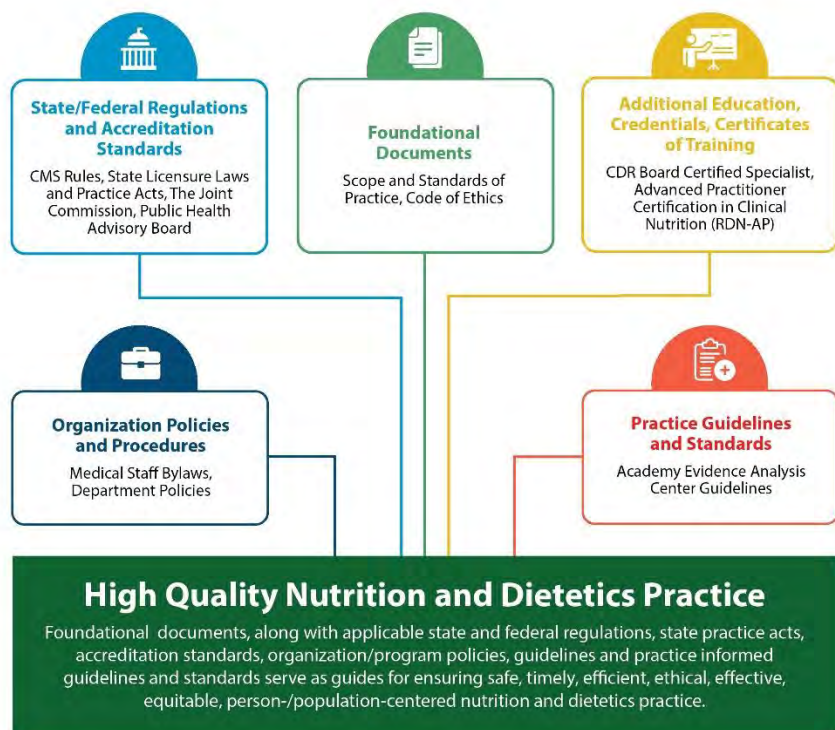 State/Federal Regulations
and Accreditation
Standards
CMS Rules, State Licensure Laws
and Practice Acts, The Joint
Commission, Public Health
Advisory Board
Foundational
Documents
Scope and Standards of
Practice, Code of Ethics
Additional Education,
Credentials, Certificates
of Training
CDR Board Certified Specialist,
Advanced Practitioner
Certification in Clinical
Nutrition (RDN-AP)
Organization Policies
and Procedures
Medical Staff Bylaws,
Department Policies
Practice Guidelines
and Standards
Academy Evidence Analysis
Center Guidelines
High Quality Nutrition and Dietetics Practice
Foundational documents, along with applicable state and federal regulations, state practice acts,
accreditation standards, organization/program policies, guidelines and practice informed
guidelines and standards serve as guides for ensuring safe, timely, efficient, ethical, effective,
equitable, person-/population-centered nutrition and dietetics practice.